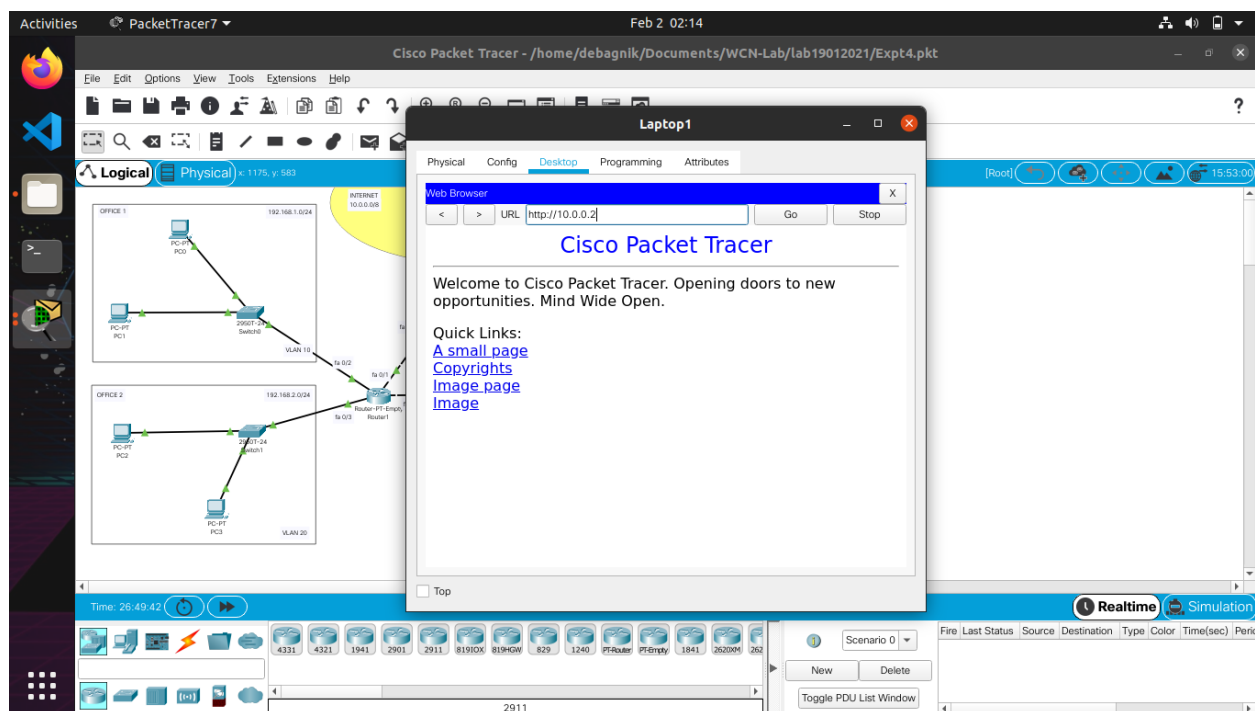 Activities
PacketTracer7
Feb 2 02:14
Cisco Packet Tracer - /home/debagnik/Documents/WCN-Lab/lab19012021/Expt4.pkt
File Edit Options View Tools Extensions Help
?
Logical
Physical
x: 1175, y: 583
[Root]
15:53:00
INTERNET
10.0.0.0/8
OFFICE 1
192.168.1.0/24
PC-PT
PC0
PC-PT
PC1
2950T-24
Switch0
VLAN 10
fa 0/2
fa 0/1
OFFICE 2
192.168.2.0/24
Router-PT-Empty
Router1
fa 0/3
PC-PT
PC2
2950T-24
Switch1
PC-PT
PC3
VLAN 20
Laptop1
Physical Config Desktop Programming Attributes
Web Browser
X
< > URL http://10.0.0.2 Go Stop
Cisco Packet Tracer
Welcome to Cisco Packet Tracer. Opening doors to new
opportunities. Mind Wide Open.
Quick Links:
A small page
Copyrights
Image page
Image
Top
Time: 26:49:42
Realtime
Simulation
4331 4321 1941 2901 2911 819IOX 819HGW 829 1240 PT-Router PT-Empty 1841 2620XM 262
2911
Scenario 0
New Delete
Toggle PDU List Window
Fire Last Status Source Destination Type Color Time(sec) Peri